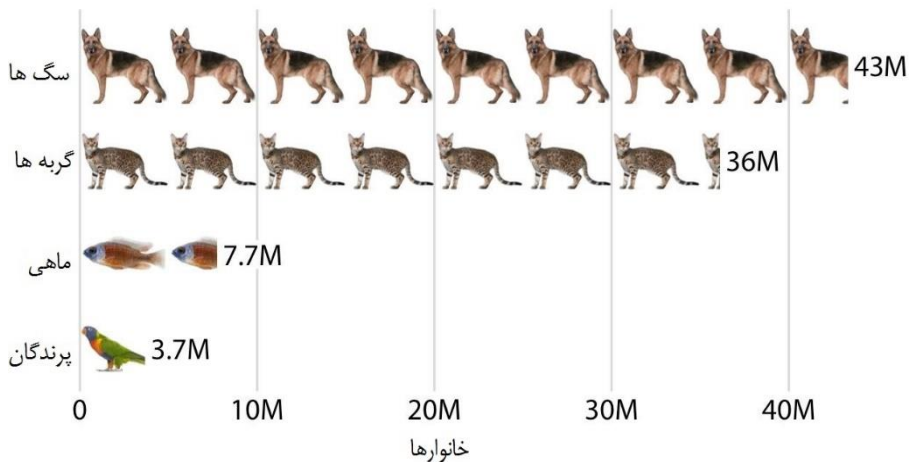 سگ ها 43M
گربه ها 36M
ماهی 7.7M
پرندگان 3.7M
0 10M 20M 30M 40M
خانوارها